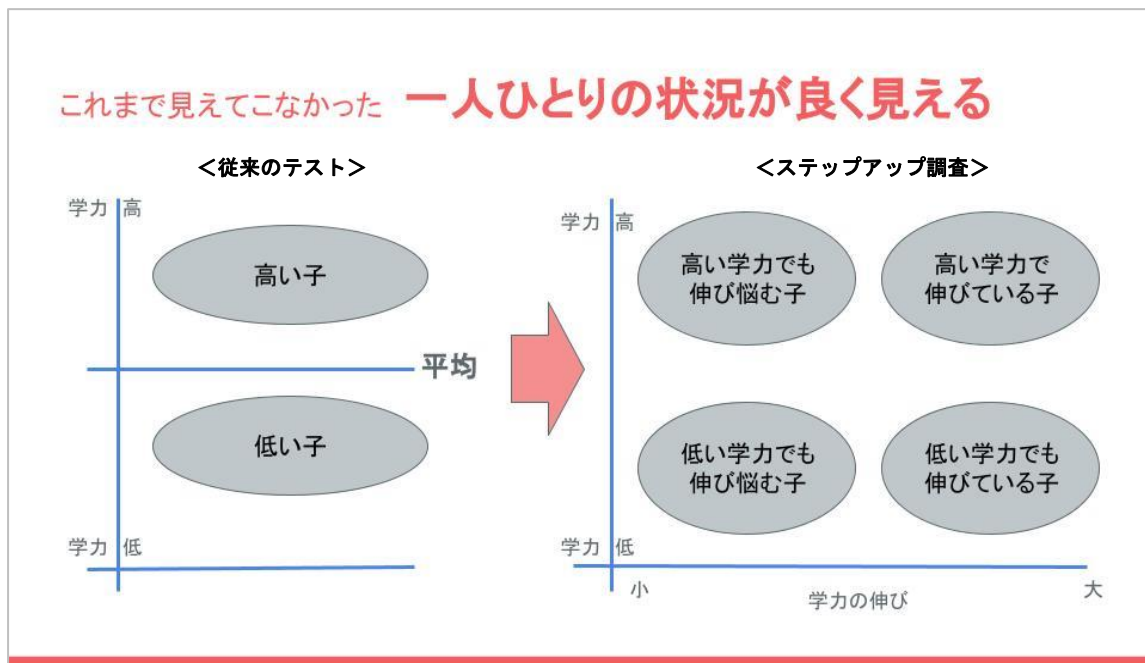 これまで見えてこなかった 一人ひとりの状況が良く見える
＜従来のテスト＞
学力 高
高い子
平均
低い子
学力 低
＜ステップアップ調査＞
学力 高
高い学力でも
伸び悩む子
高い学力で
伸びている子
低い学力でも
伸び悩む子
低い学力でも
伸びている子
学力 低
小
学力の伸び
大